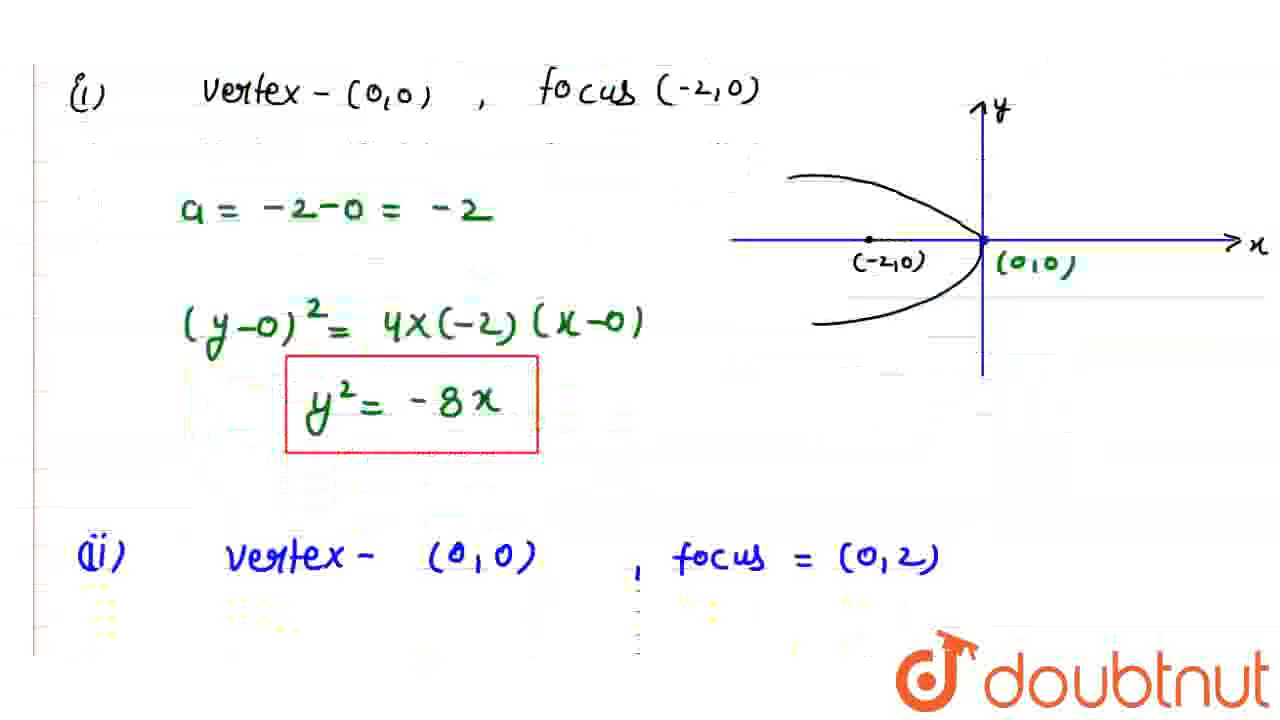 (i) vertex - (0,0) , focus (-2,0)
y
a = -2-0 = -2
x
(-2,0) (0,0)
(y-0)² = 4×(-2) (x-0)
y² = -8x
(ii) vertex - (0,0) , focus = (0,2)
doubtnut